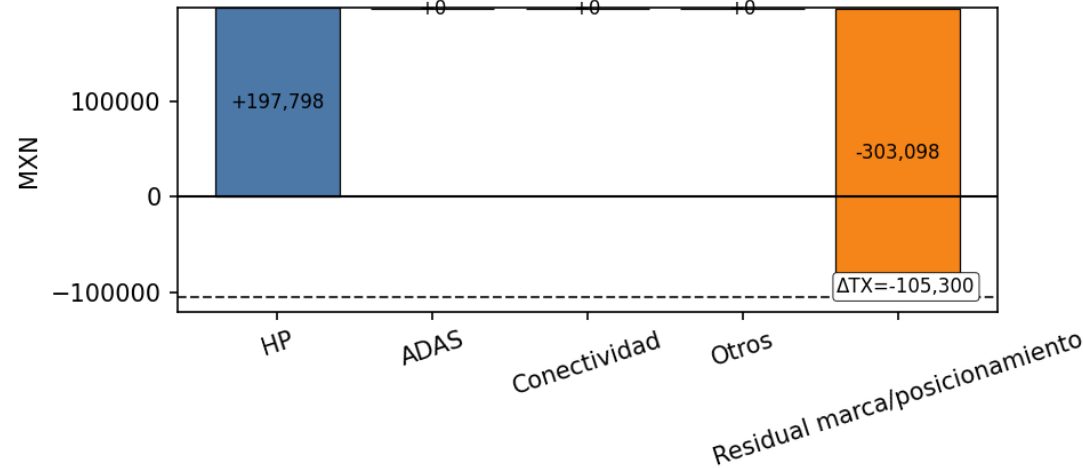 +0 +0 +0
100000
+197,798
-303,098
MXN
0
−100000
ΔTX=-105,300
HP
ADAS
Conectividad
Otros
Residual marca/posicionamiento